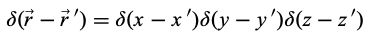 δ(r⃗ − r⃗ ′) = δ(x − x′)δ(y − y′)δ(z − z′)